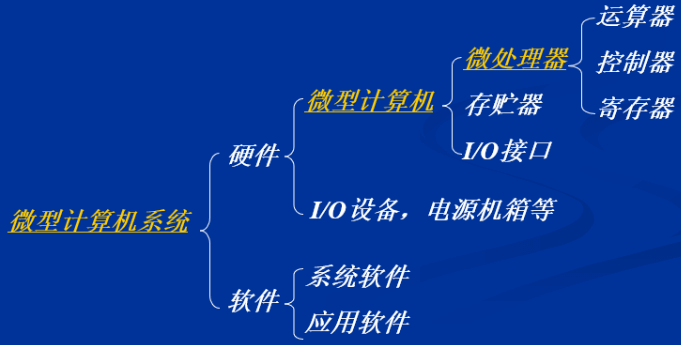 运算器
微处理器
控制器
微型计算机
存贮器
寄存器
硬件
I/O接口
微型计算机系统
I/O设备，电源机箱等
系统软件
软件
应用软件